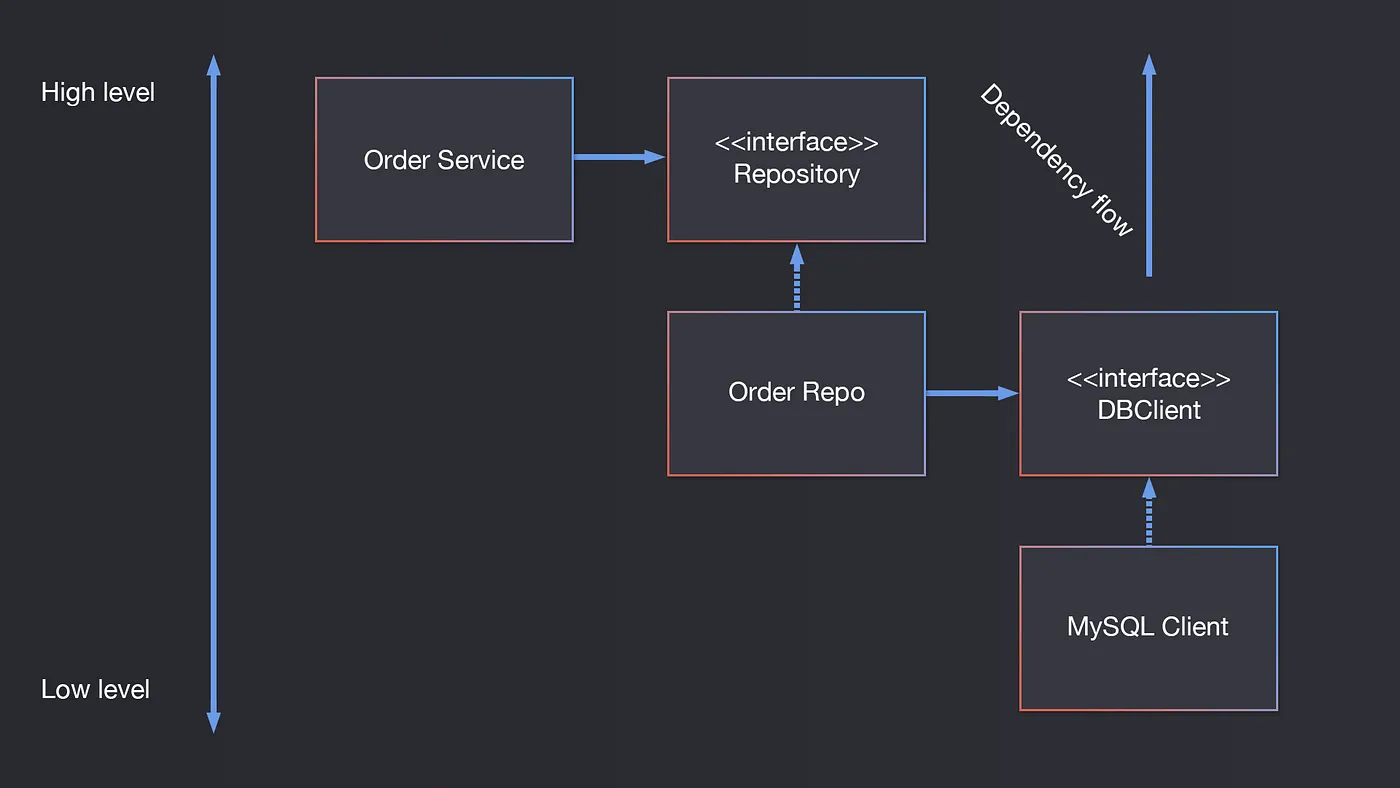 High level
Order Service
<<interface>>
Repository
Dependency flow
Order Repo
<<interface>>
DBClient
MySQL Client
Low level